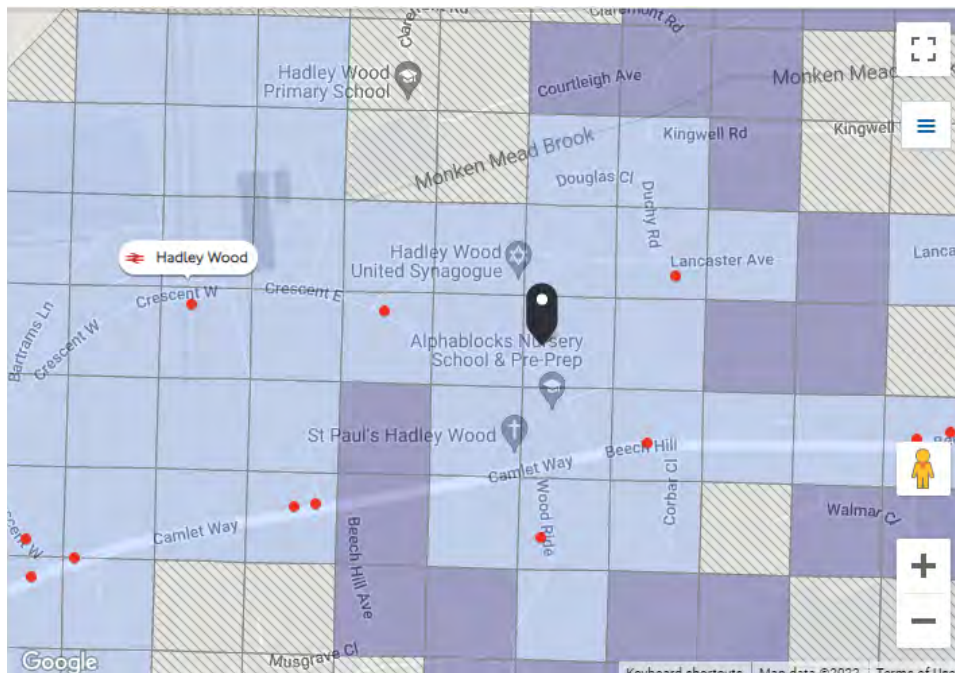 Claremont Rd
Claremont Rd
Hadley Wood
Primary School
Courtleigh Ave
Monken Mead
Monken Mead Brook
Kingwell Rd
Kingwell
Douglas Cl
Duchy Rd
Hadley Wood
Hadley Wood
United Synagogue
Lancaster Ave
Lanca
Crescent W
Crescent E
Bartrams Ln
Crescent W
Alphablocks Nursery
School & Pre-Prep
St Paul's Hadley Wood
Beech Hill
Camlet Way
Wood Ride
Corbar Cl
Walmar Cl
Camlet Way
Beech Hill Ave
scent W
Musgrave Cl
Google
Keyboard shortcuts
Map data ©2022
Terms of Use